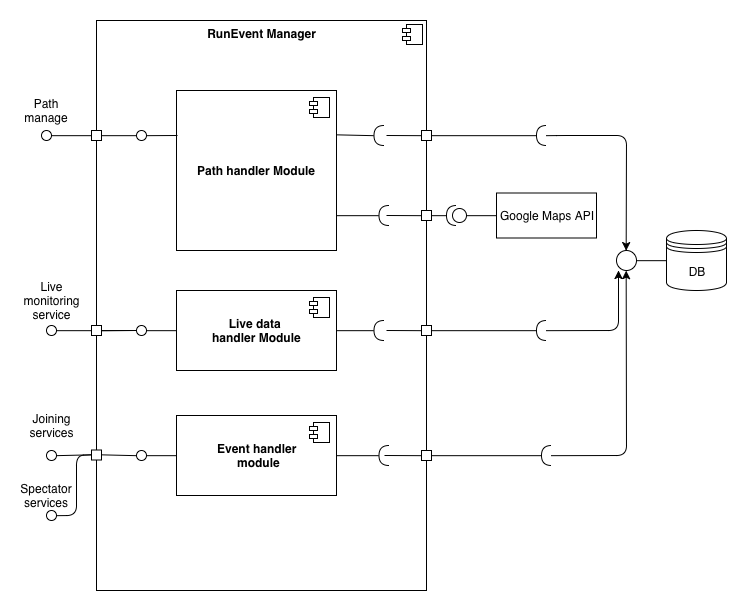 RunEvent Manager
Path
manage
Path handler Module
Google Maps API
DB
Live
monitoring
service
Live data
handler Module
Joining
services
Event handler
module
Spectator
services